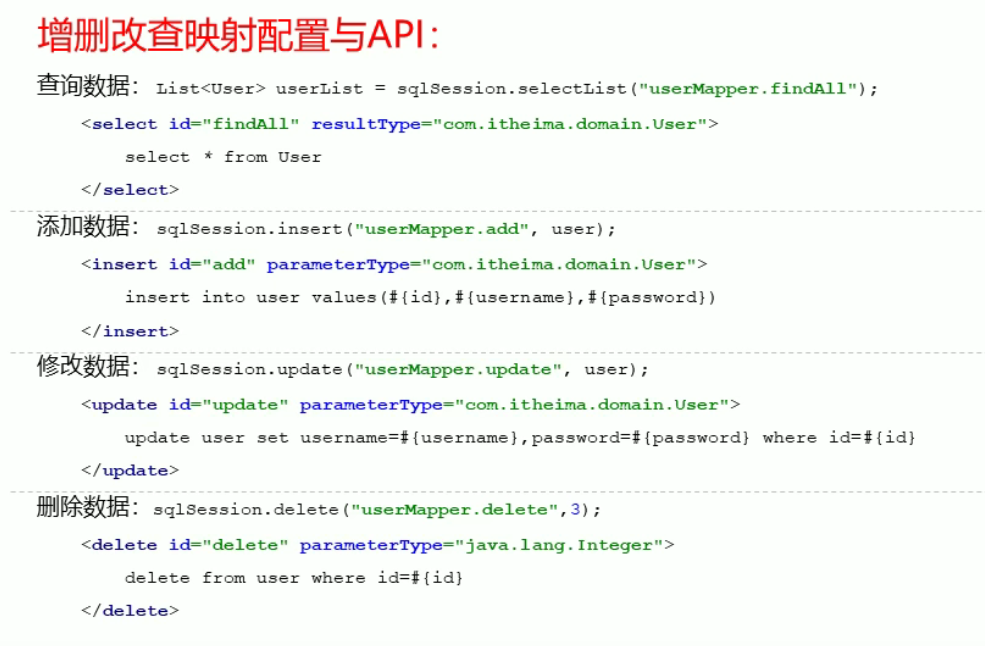 增删改查映射配置与API：
查询数据：List<User> userList = sqlSession.selectList("userMapper.findAll");
<select id="findAll" resultType="com.itheima.domain.User">
select * from User
</select>
添加数据：sqlSession.insert("userMapper.add", user);
<insert id="add" parameterType="com.itheima.domain.User">
insert into user values(#{id},#{username},#{password})
</insert>
修改数据：sqlSession.update("userMapper.update", user);
<update id="update" parameterType="com.itheima.domain.User">
update user set username=#{username},password=#{password} where id=#{id}
</update>
删除数据：sqlSession.delete("userMapper.delete",3);
<delete id="delete" parameterType="java.lang.Integer">
delete from user where id=#{id}
</delete>